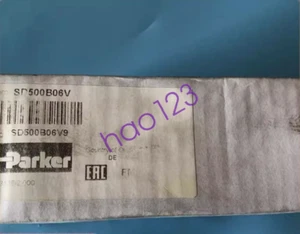 SD500B06V
SD500B06V9
hao123
Parker
DE
EAC